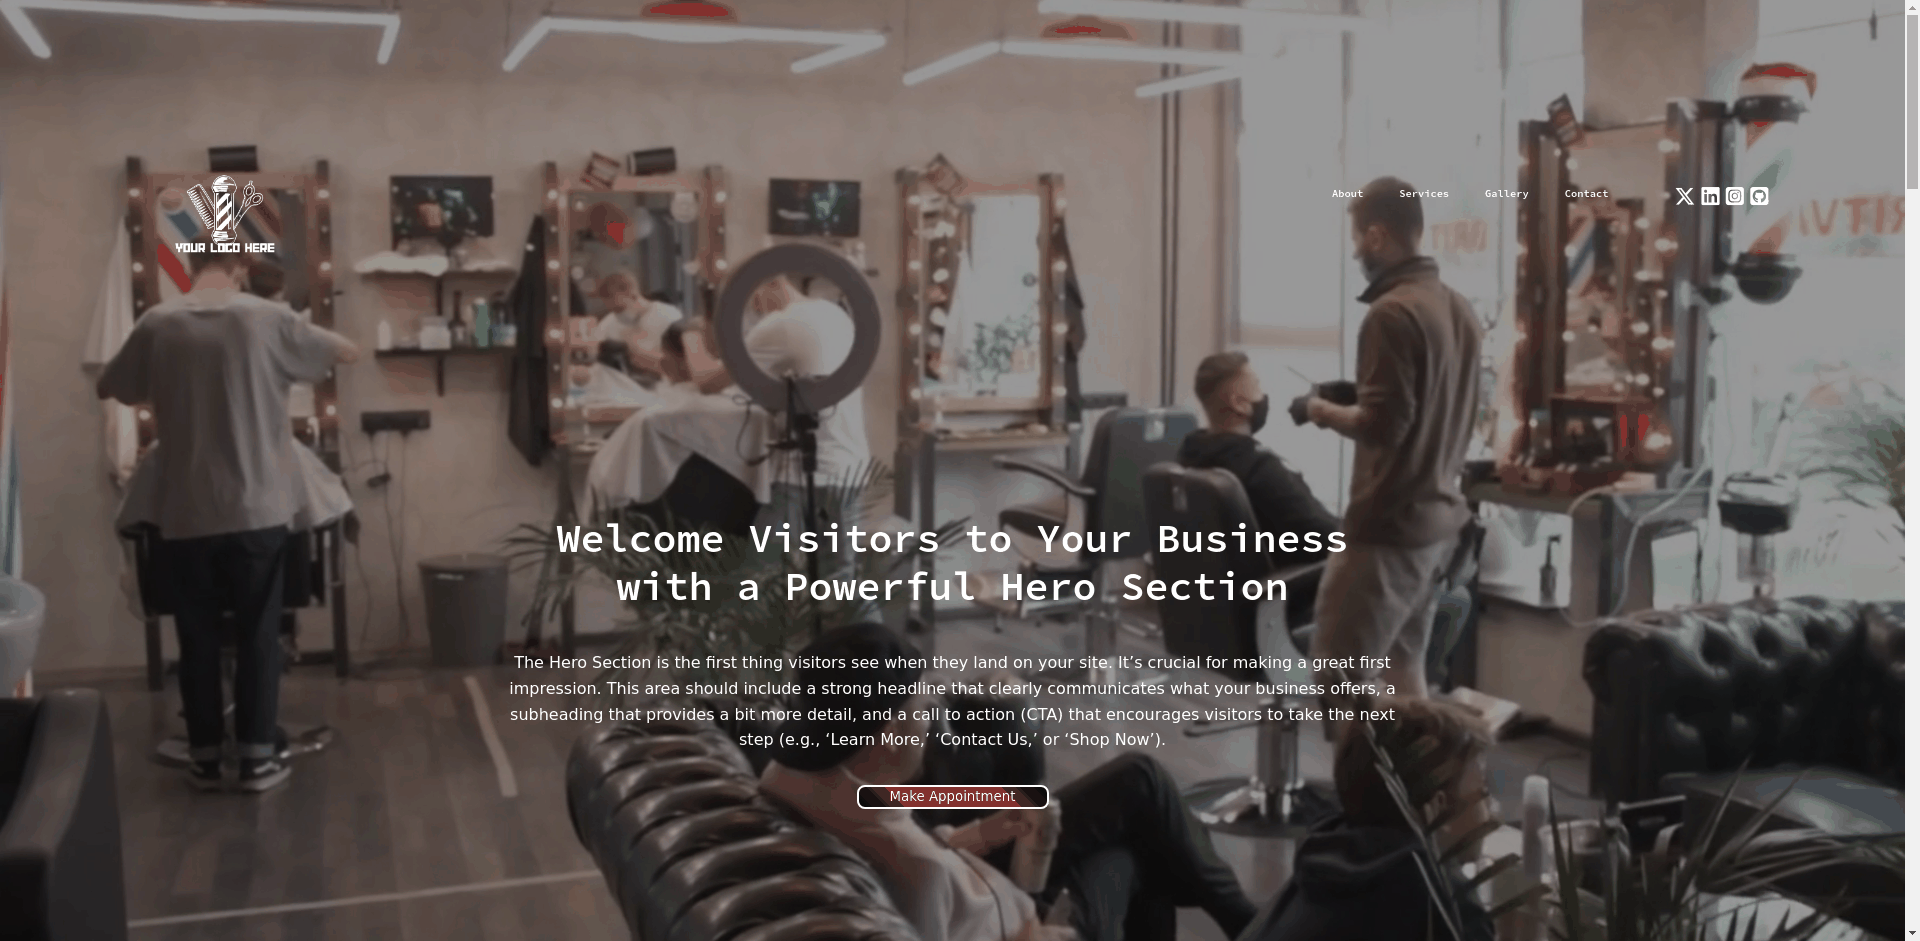 YOUR LOGO HERE
About Services Gallery Contact
Welcome Visitors to Your Business
with a Powerful Hero Section
The Hero Section is the first thing visitors see when they land on your site. It’s crucial for making a great first
impression. This area should include a strong headline that clearly communicates what your business offers, a
subheading that provides a bit more detail, and a call to action (CTA) that encourages visitors to take the next
step (e.g., ‘Learn More,’ ‘Contact Us,’ or ‘Shop Now’).
Make Appointment